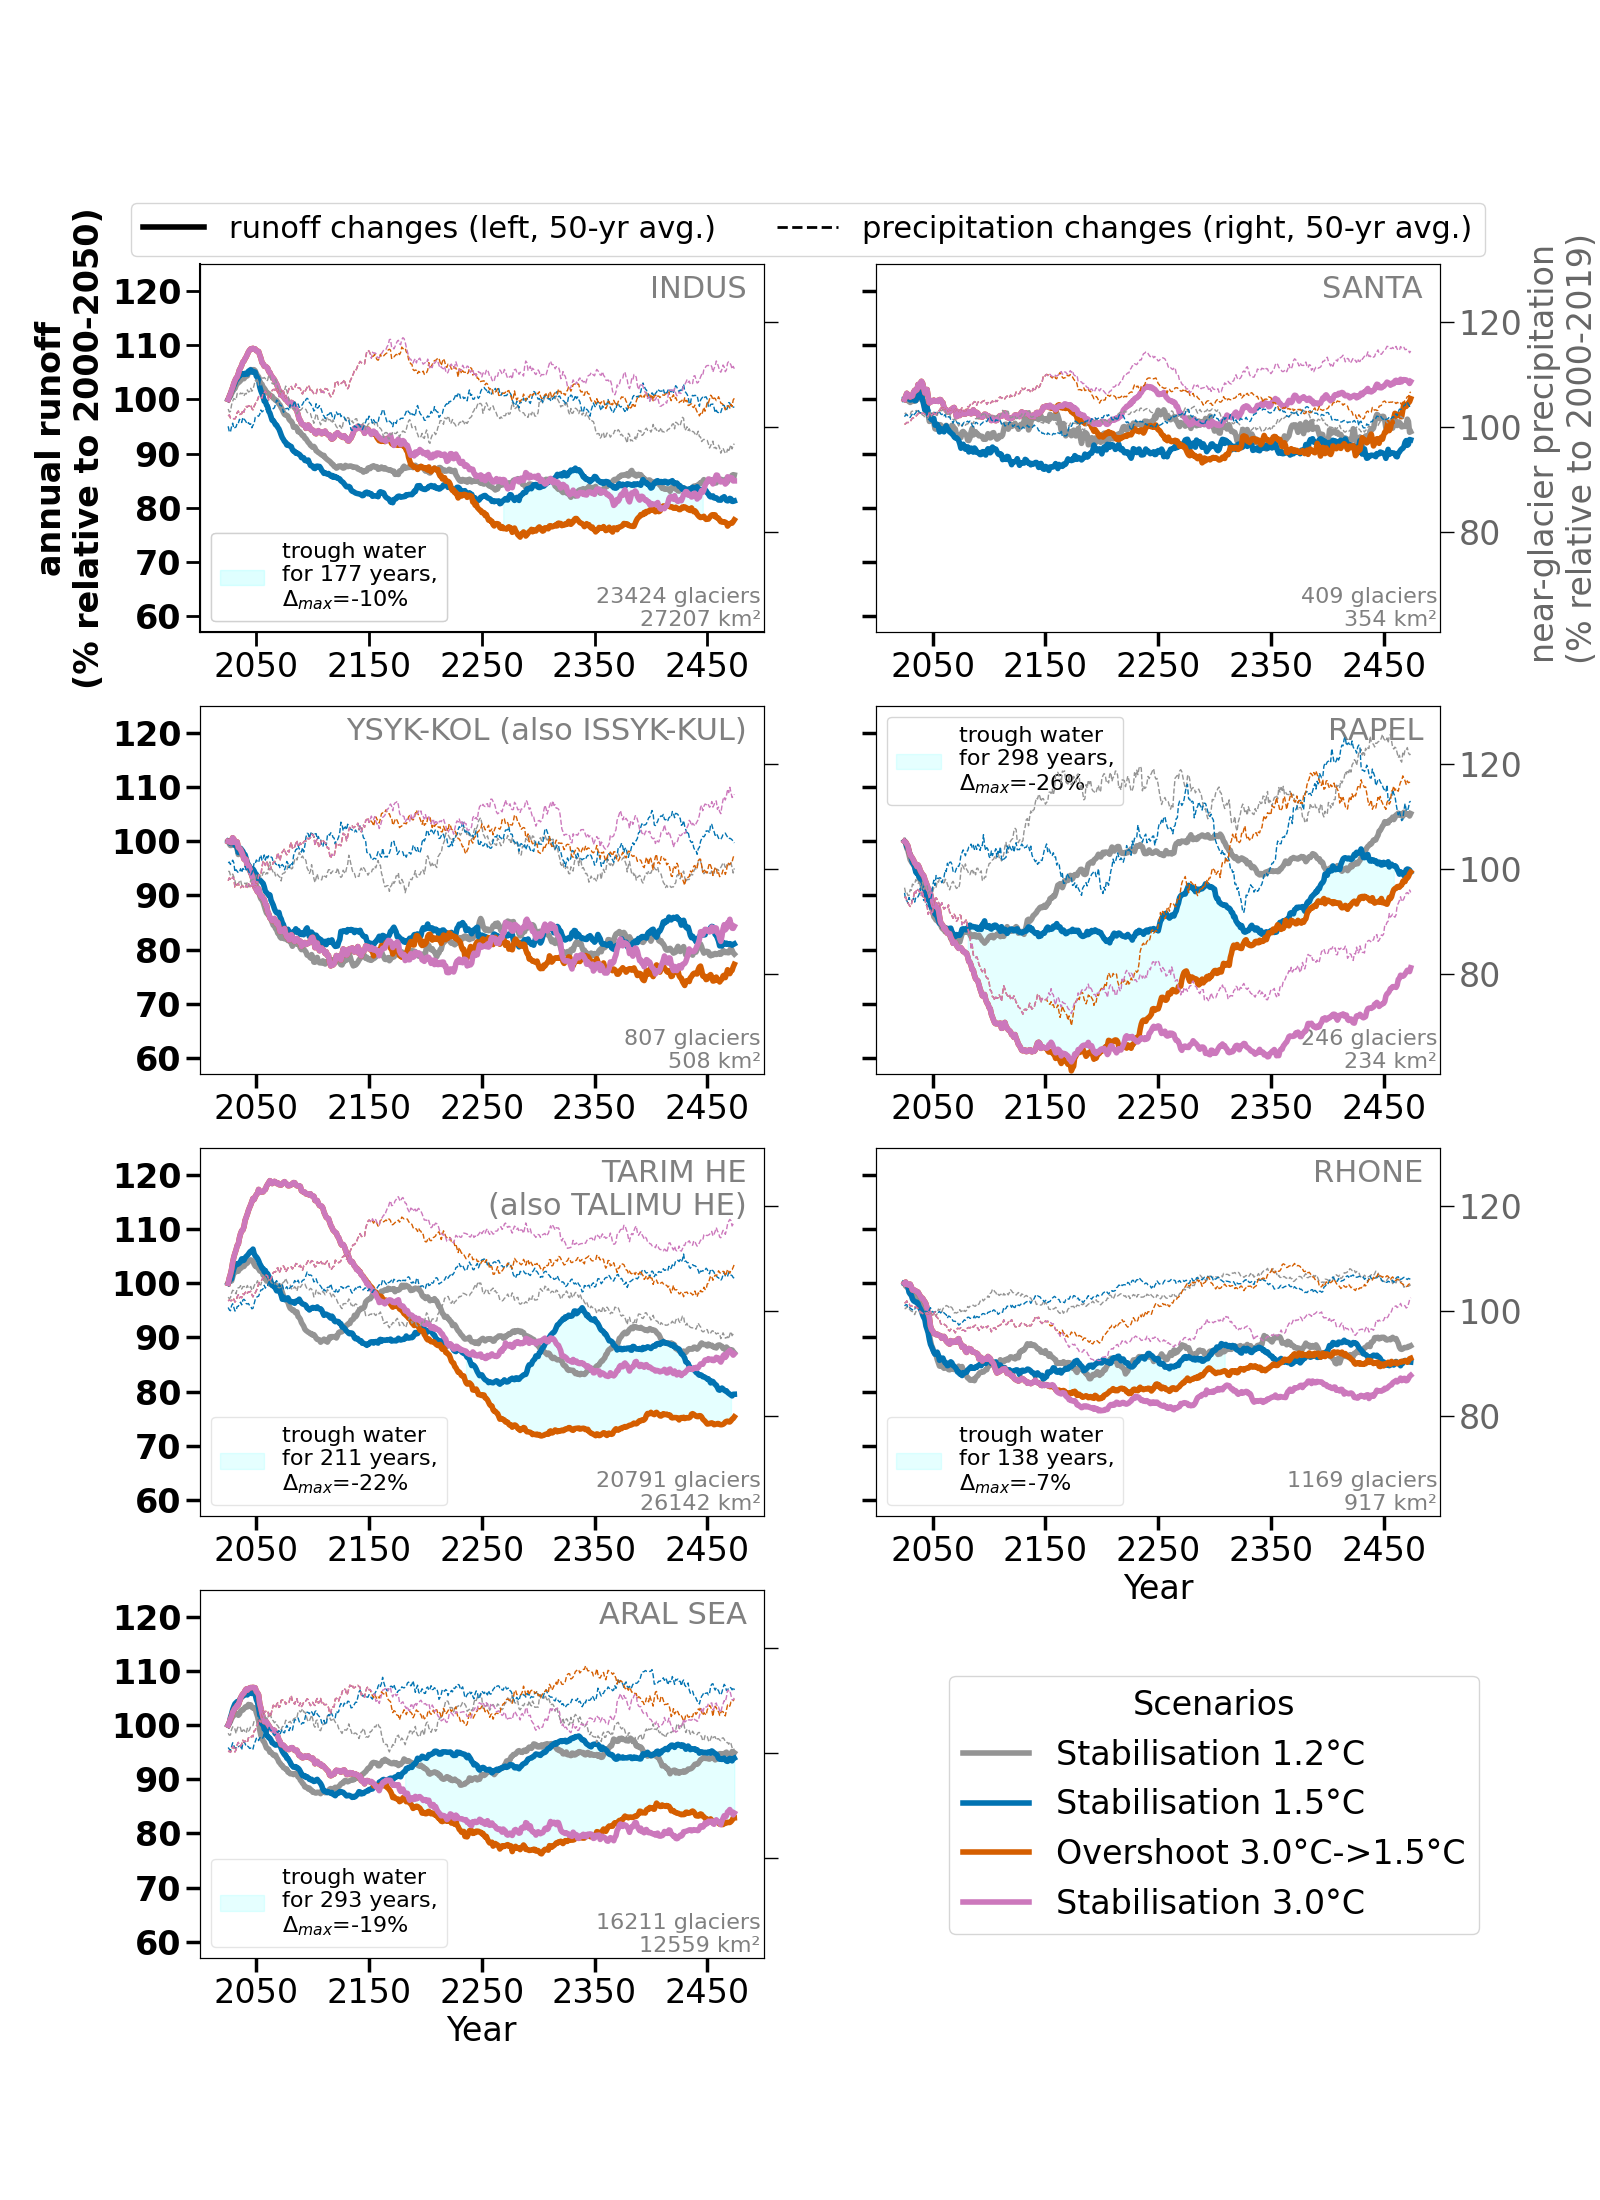 runoff changes (left, 50-yr avg.)
precipitation changes (right, 50-yr avg.)
annual runoff
(% relative to 2000-2050)
near-glacier precipitation
(% relative to 2000-2019)
INDUS
120
110
100
90
80
70
60
trough water
for 177 years,
Δmax=-10%
23424 glaciers
27207 km²
2050 2150 2250 2350 2450
SANTA
120
100
80
409 glaciers
354 km²
2050 2150 2250 2350 2450
YSYK-KOL (also ISSYK-KUL)
120
110
100
90
80
70
60
807 glaciers
508 km²
2050 2150 2250 2350 2450
RAPEL
trough water
for 298 years,
Δmax=-26%
120
100
80
246 glaciers
234 km²
2050 2150 2250 2350 2450
TARIM HE
(also TALIMU HE)
120
110
100
90
80
70
60
trough water
for 211 years,
Δmax=-22%
20791 glaciers
26142 km²
2050 2150 2250 2350 2450
RHONE
120
100
80
trough water
for 138 years,
Δmax=-7%
1169 glaciers
917 km²
2050 2150 2250 2350 2450
Year
ARAL SEA
120
110
100
90
80
70
60
trough water
for 293 years,
Δmax=-19%
16211 glaciers
12559 km²
2050 2150 2250 2350 2450
Year
Scenarios
Stabilisation 1.2°C
Stabilisation 1.5°C
Overshoot 3.0°C->1.5°C
Stabilisation 3.0°C